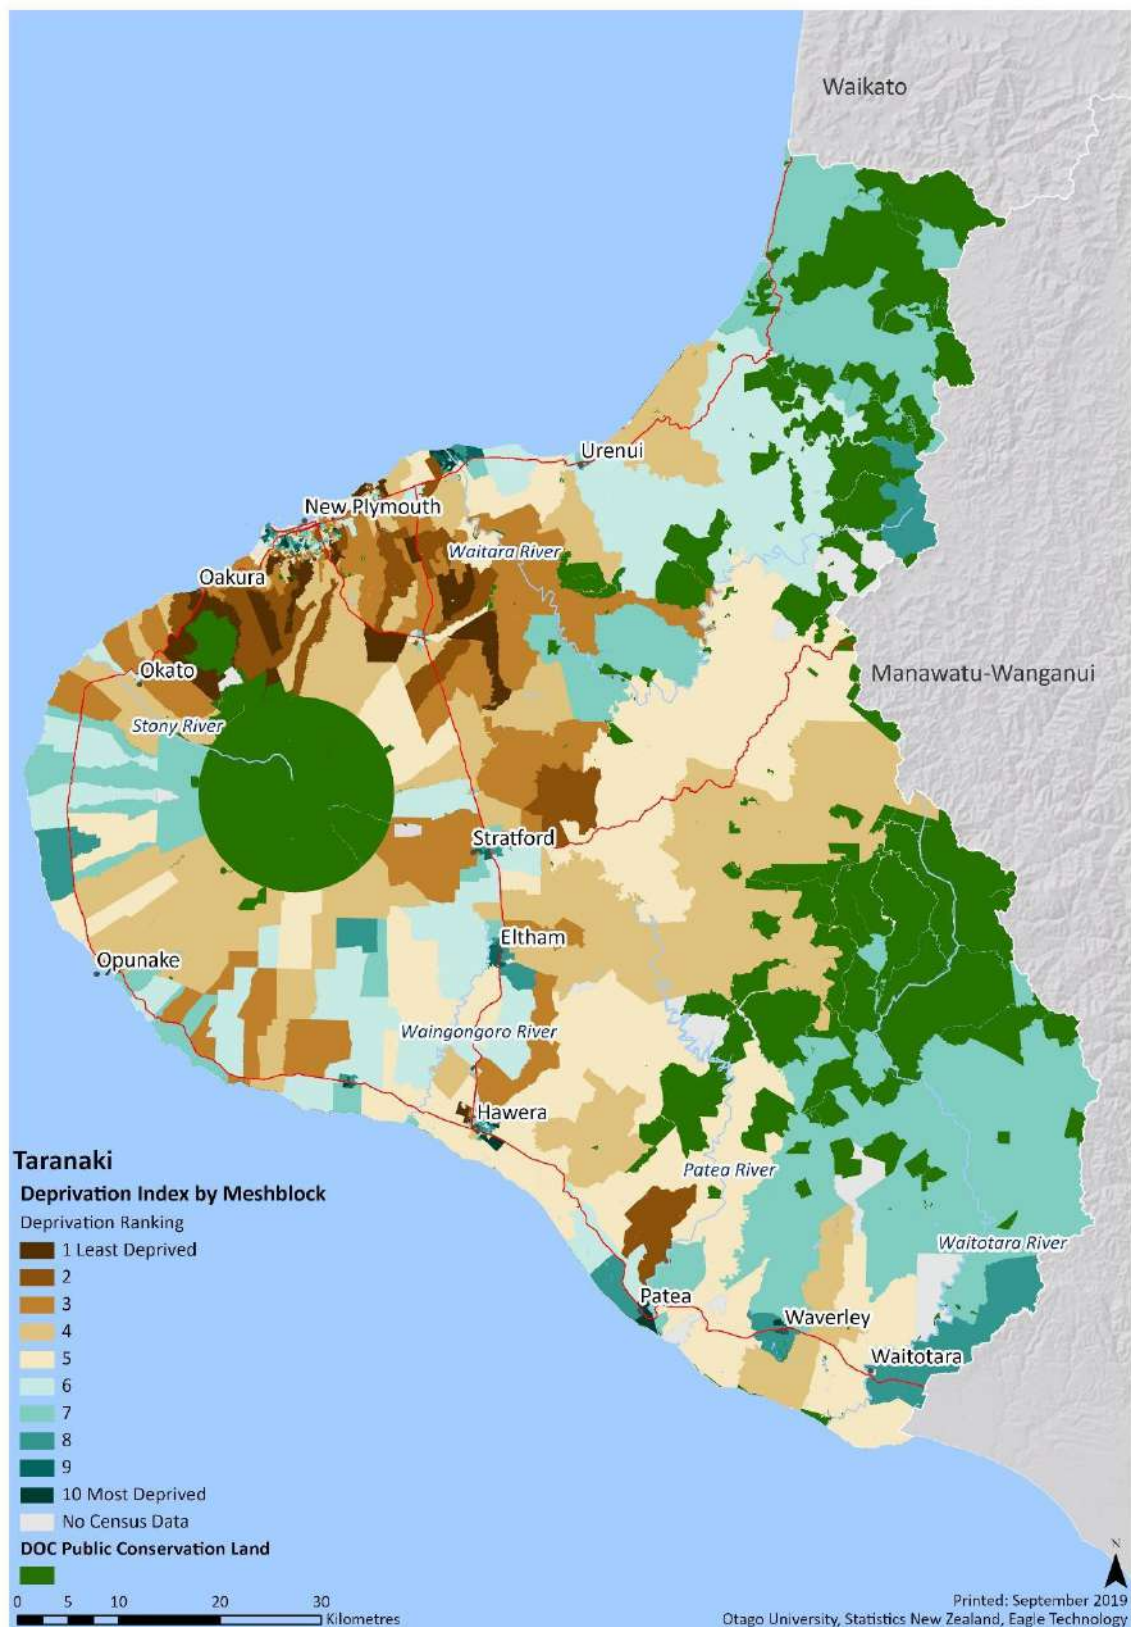 Waikato
Urenui
New Plymouth
Waitara River
Oakura
Okato
Manawatu-Wanganui
Stony River
Stratford
Eltham
Opunake
Waingongoro River
Hawera
Patea River
Waitotara River
Patea
Waverley
Waitotara
Taranaki
Deprivation Index by Meshblock
Deprivation Ranking
1 Least Deprived
2
3
4
5
6
7
8
9
10 Most Deprived
No Census Data
DOC Public Conservation Land
0 5 10 20 30
Kilometres
N
Printed: September 2019
Otago University, Statistics New Zealand, Eagle Technology